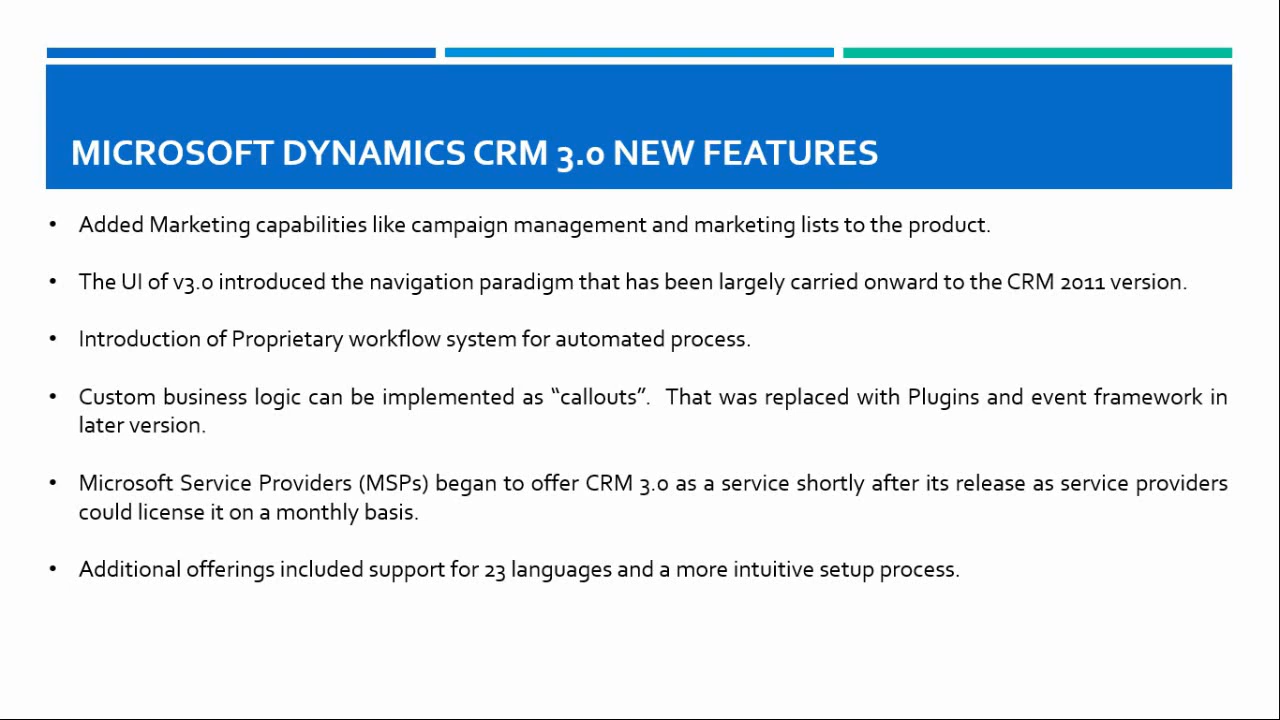 MICROSOFT DYNAMICS CRM 3.0 NEW FEATURES
• Added Marketing capabilities like campaign management and marketing lists to the product.
• The UI of v3.0 introduced the navigation paradigm that has been largely carried onward to the CRM 2011 version.
• Introduction of Proprietary workflow system for automated process.
• Custom business logic can be implemented as “callouts”.  That was replaced with Plugins and event framework in
later version.
• Microsoft Service Providers (MSPs) began to offer CRM 3.0 as a service shortly after its release as service providers
could license it on a monthly basis.
• Additional offerings included support for 23 languages and a more intuitive setup process.